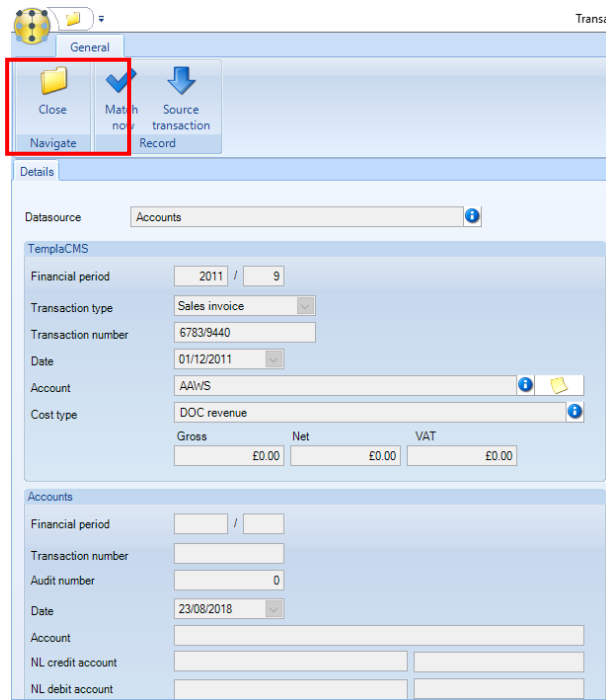 Transa
General
Close
Match now
Source transaction
Navigate
Record
Details
Datasource Accounts
TemplaCMS
Financial period 2011 / 9
Transaction type Sales invoice
Transaction number 6783/9440
Date 01/12/2011
Account AAWS
Cost type DOC revenue
Gross Net VAT
£0.00 £0.00 £0.00
Accounts
Financial period /
Transaction number
Audit number 0
Date 23/08/2018
Account
NL credit account
NL debit account